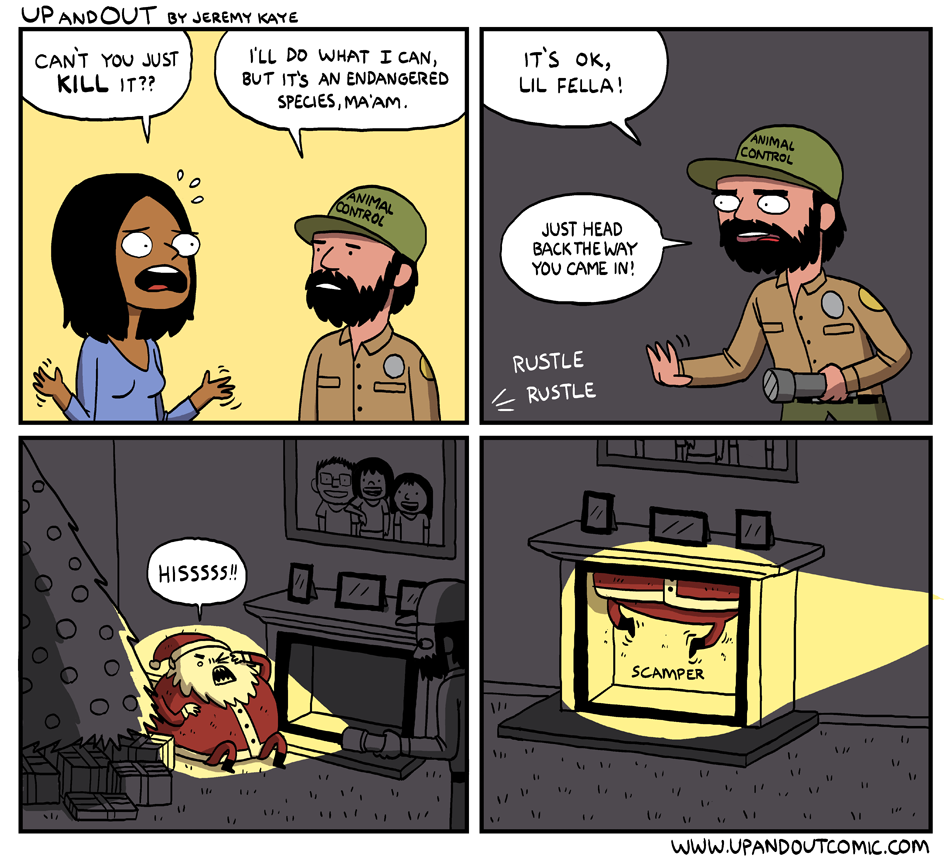 UP AND OUT BY JEREMY KAYE
CAN'T YOU JUST
KILL IT??
I'LL DO WHAT I CAN,
BUT IT'S AN ENDANGERED
SPECIES, MA'AM.
ANIMAL
CONTROL
IT'S OK,
LIL FELLA!
ANIMAL
CONTROL
JUST HEAD
BACK THE WAY
YOU CAME IN!
RUSTLE
RUSTLE
HISSSSS!!
SCAMPER
WWW.UPANDOUTCOMIC.COM